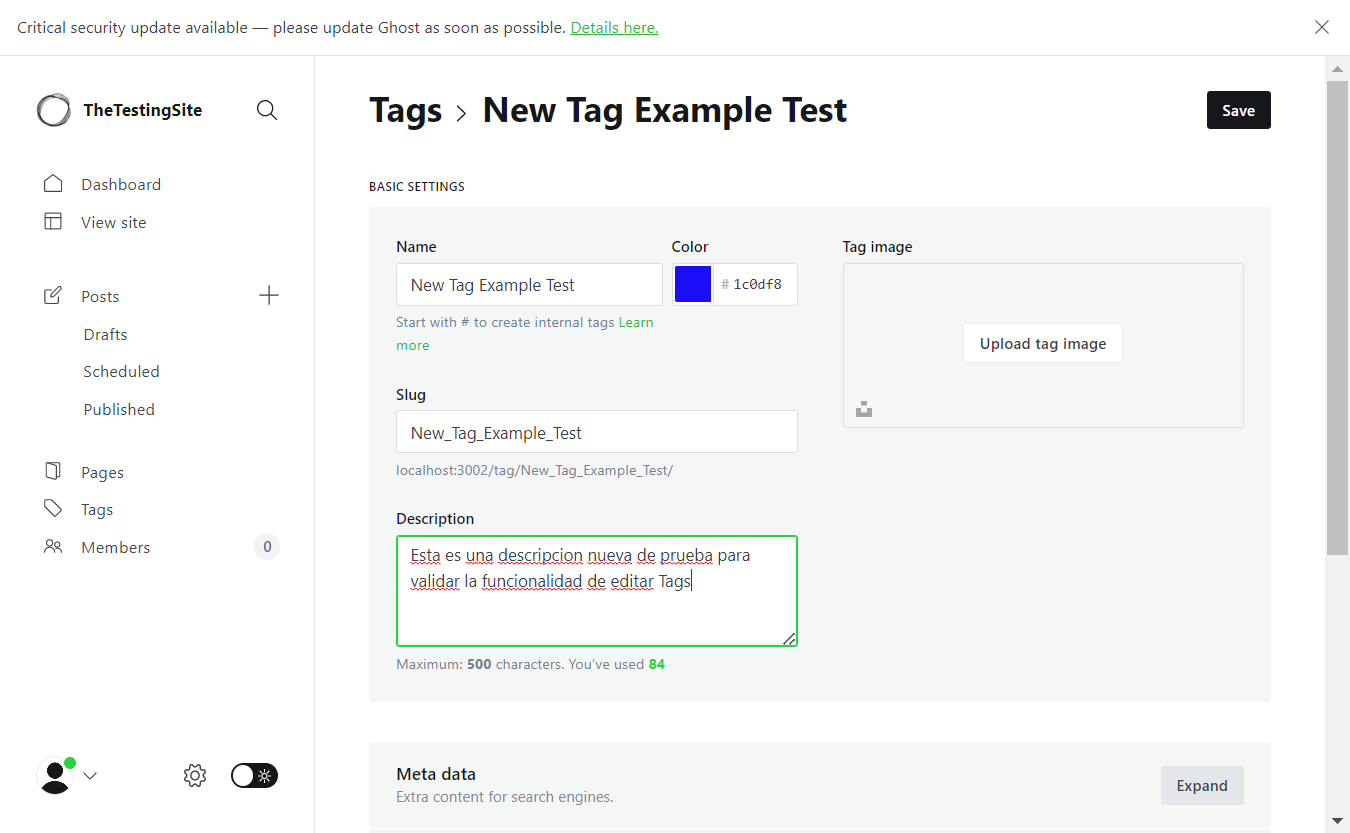 Critical security update available — please update Ghost as soon as possible. Details here.
TheTestingSite
Dashboard
View site
Posts
Drafts
Scheduled
Published
Pages
Tags
Members 0
Tags > New Tag Example Test
Save
BASIC SETTINGS
Name
New Tag Example Test
Start with # to create internal tags Learn
more
Color
# 1c0df8
Slug
New_Tag_Example_Test
localhost:3002/tag/New_Tag_Example_Test/
Description
Esta es una descripcion nueva de prueba para
validar la funcionalidad de editar Tags
Maximum: 500 characters. You’ve used 84
Tag image
Upload tag image
Meta data
Extra content for search engines.
Expand